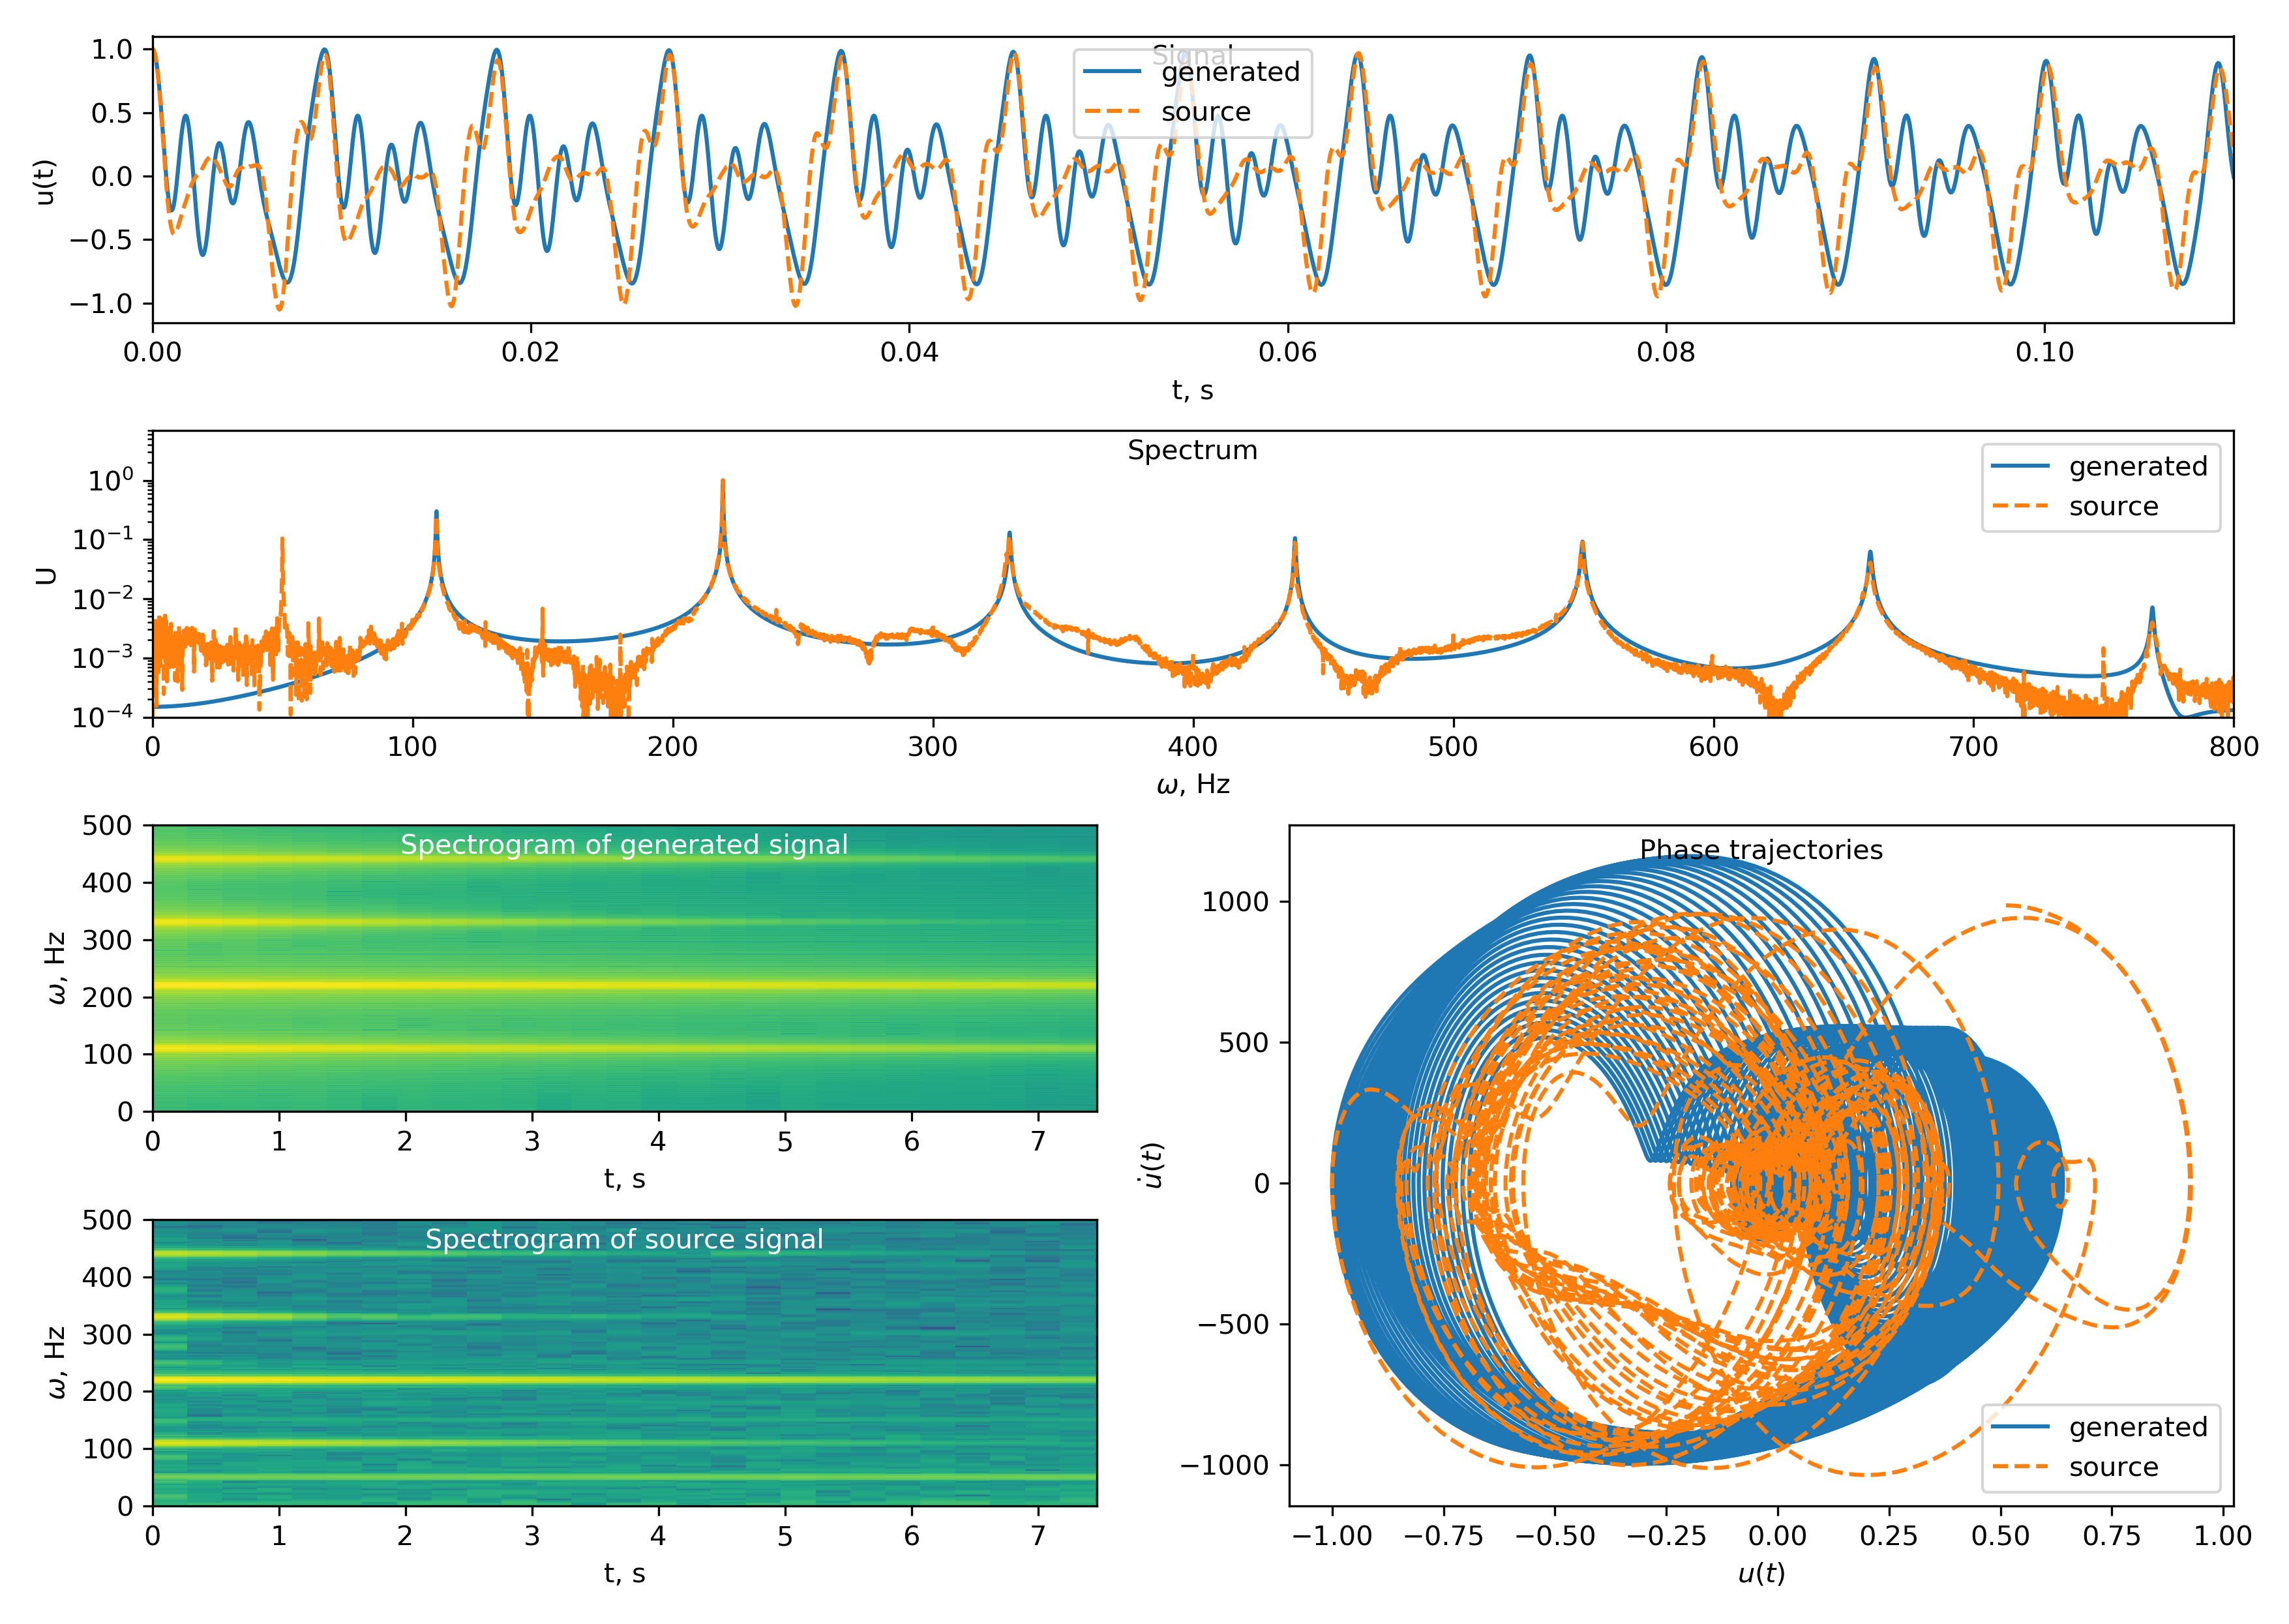 Signal
generated
source
u(t)
1.0
0.5
0.0
−0.5
−1.0
0.00 0.02 0.04 0.06 0.08 0.10
t, s
Spectrum
generated
source
U
10⁰
10⁻¹
10⁻²
10⁻³
10⁻⁴
0 100 200 300 400 500 600 700 800
ω, Hz
Spectrogram of generated signal
ω, Hz
500
400
300
200
100
0
0 1 2 3 4 5 6 7
t, s
Spectrogram of source signal
ω, Hz
500
400
300
200
100
0
0 1 2 3 4 5 6 7
t, s
Phase trajectories
u̇(t)
1000
500
0
−500
−1000
generated
source
−1.00 −0.75 −0.50 −0.25 0.00 0.25 0.50 0.75 1.00
u(t)